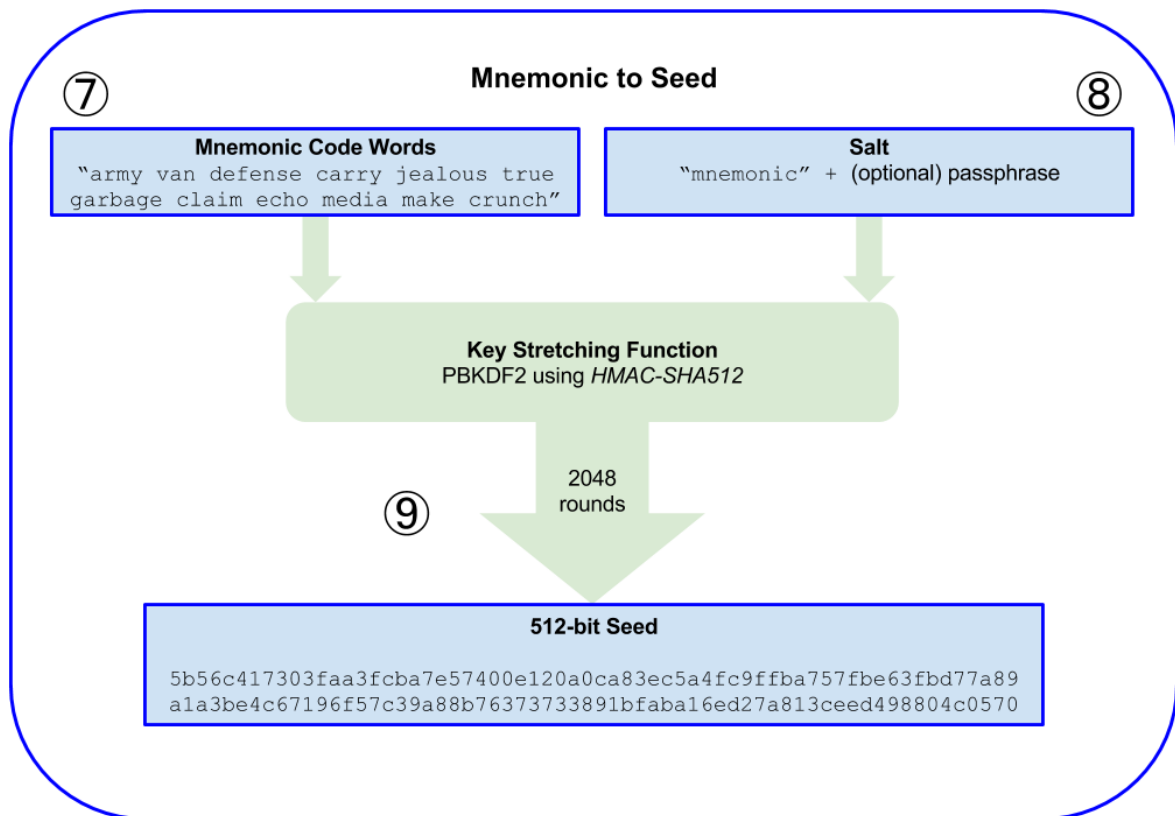 Mnemonic to Seed
⑦
⑧
Mnemonic Code Words
“army van defense carry jealous true
garbage claim echo media make crunch”
Salt
“mnemonic” + (optional) passphrase
Key Stretching Function
PBKDF2 using HMAC-SHA512
2048
rounds
⑨
512-bit Seed
5b56c417303faa3fcba7e57400e120a0ca83ec5a4fc9ffba757fbe63fbd77a89
a1a3be4c67196f57c39a88b76373733891bfaba16ed27a813ceed498804c0570